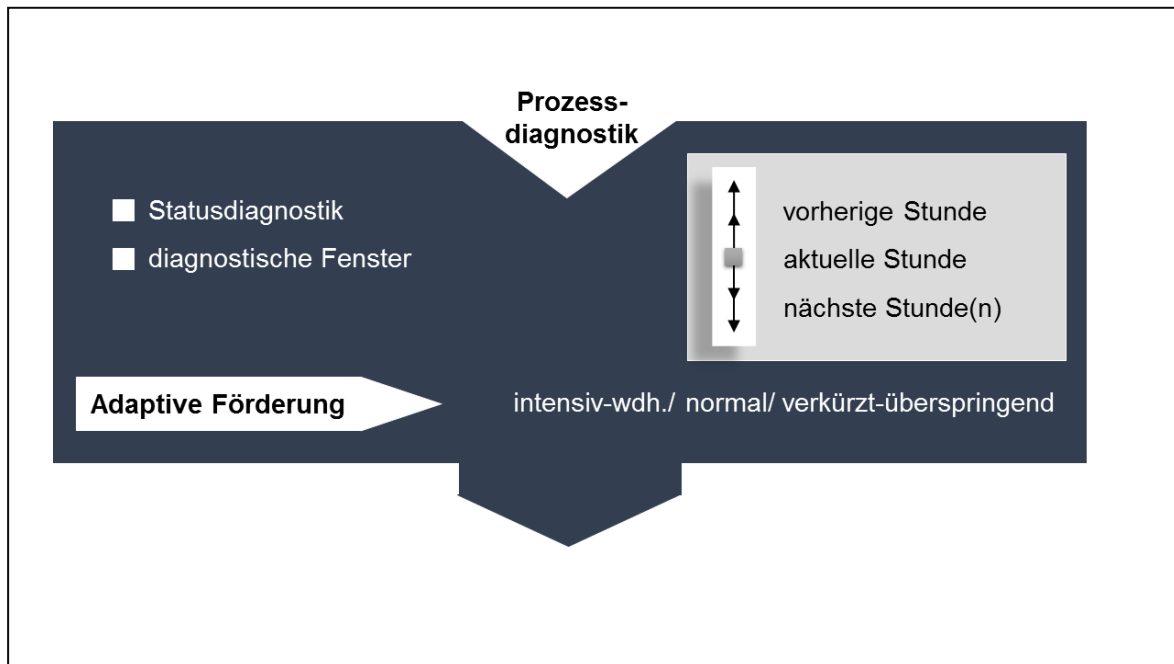 Prozess-
diagnostik
Statusdiagnostik
diagnostische Fenster
vorherige Stunde
aktuelle Stunde
nächste Stunde(n)
Adaptive Förderung
intensiv-wdh./ normal/ verkürzt-überspringend